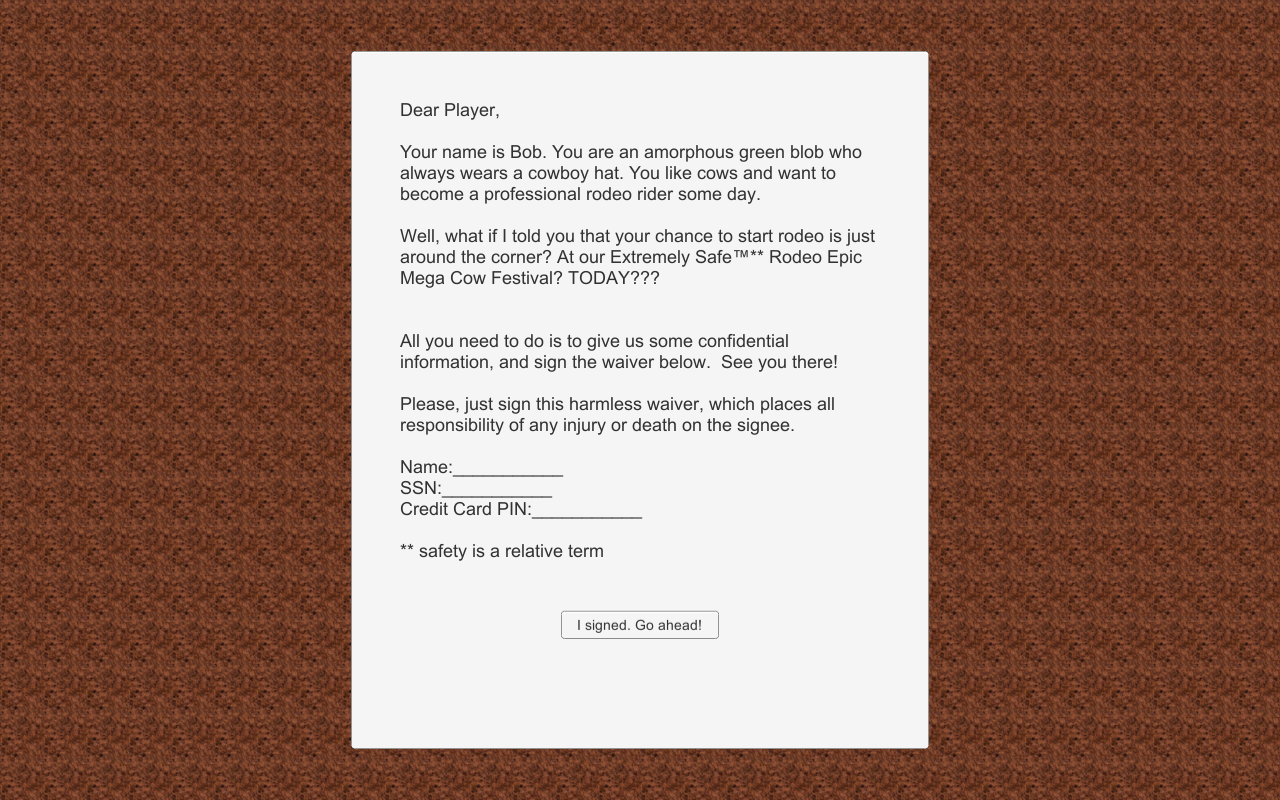 Dear Player,
Your name is Bob. You are an amorphous green blob who
always wears a cowboy hat. You like cows and want to
become a professional rodeo rider some day.
Well, what if I told you that your chance to start rodeo is just
around the corner? At our Extremely Safe™** Rodeo Epic
Mega Cow Festival? TODAY???
All you need to do is to give us some confidential
information, and sign the waiver below.  See you there!
Please, just sign this harmless waiver, which places all
responsibility of any injury or death on the signee.
Name:___________
SSN:___________
Credit Card PIN:___________
** safety is a relative term
I signed. Go ahead!